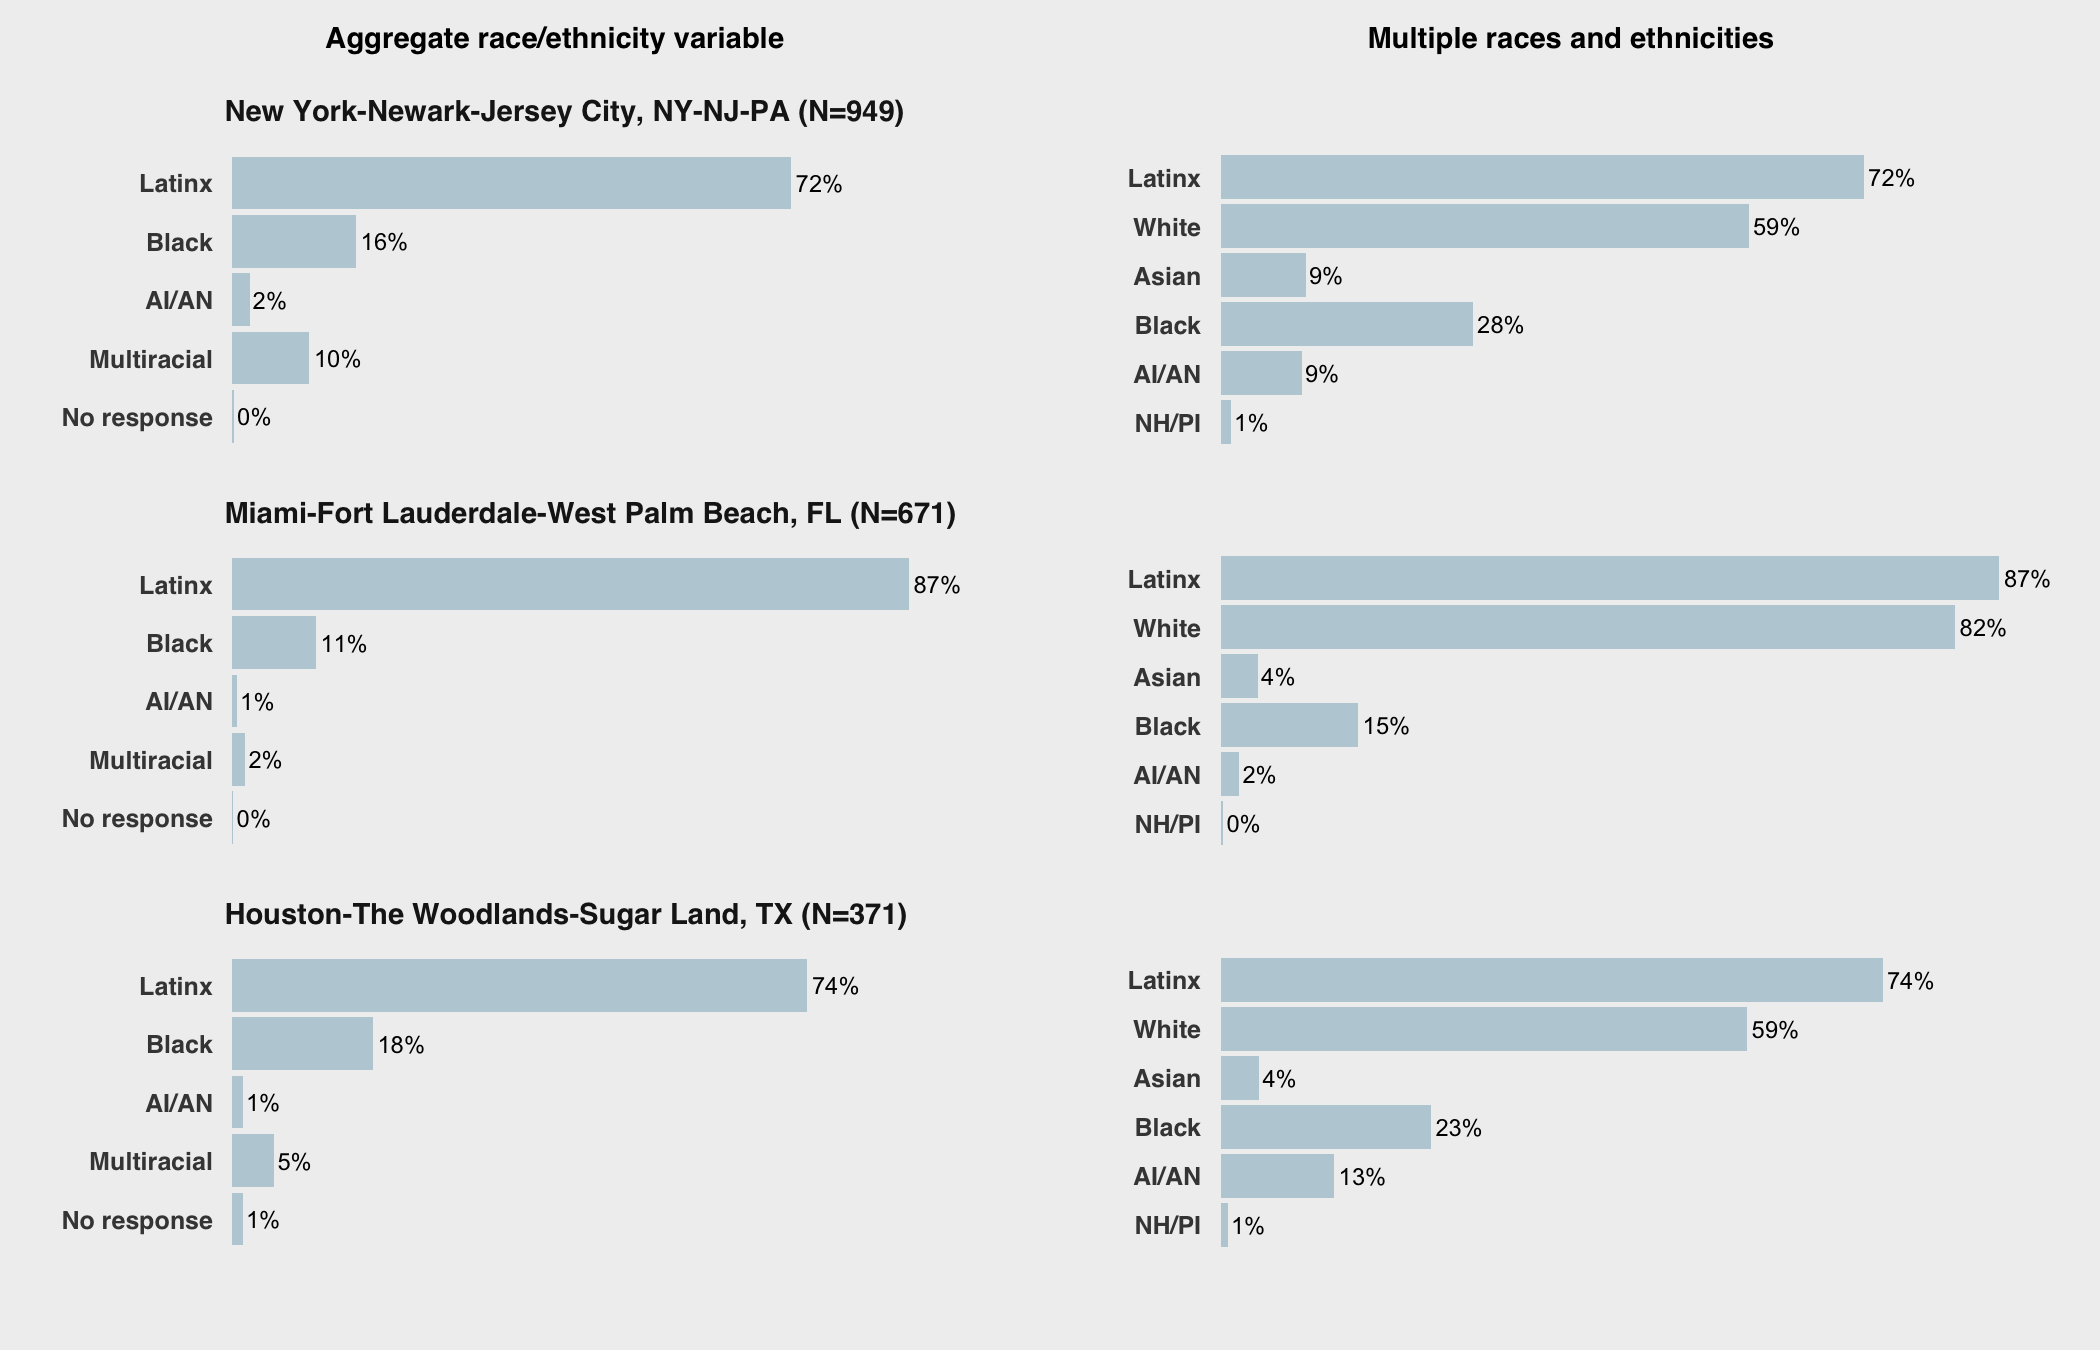 Aggregate race/ethnicity variable
Multiple races and ethnicities
New York-Newark-Jersey City, NY-NJ-PA (N=949)
Latinx 72%
Black 16%
AI/AN 2%
Multiracial 10%
No response 0%
Latinx 72%
White 59%
Asian 9%
Black 28%
AI/AN 9%
NH/PI 1%
Miami-Fort Lauderdale-West Palm Beach, FL (N=671)
Latinx 87%
Black 11%
AI/AN 1%
Multiracial 2%
No response 0%
Latinx 87%
White 82%
Asian 4%
Black 15%
AI/AN 2%
NH/PI 0%
Houston-The Woodlands-Sugar Land, TX (N=371)
Latinx 74%
Black 18%
AI/AN 1%
Multiracial 5%
No response 1%
Latinx 74%
White 59%
Asian 4%
Black 23%
AI/AN 13%
NH/PI 1%